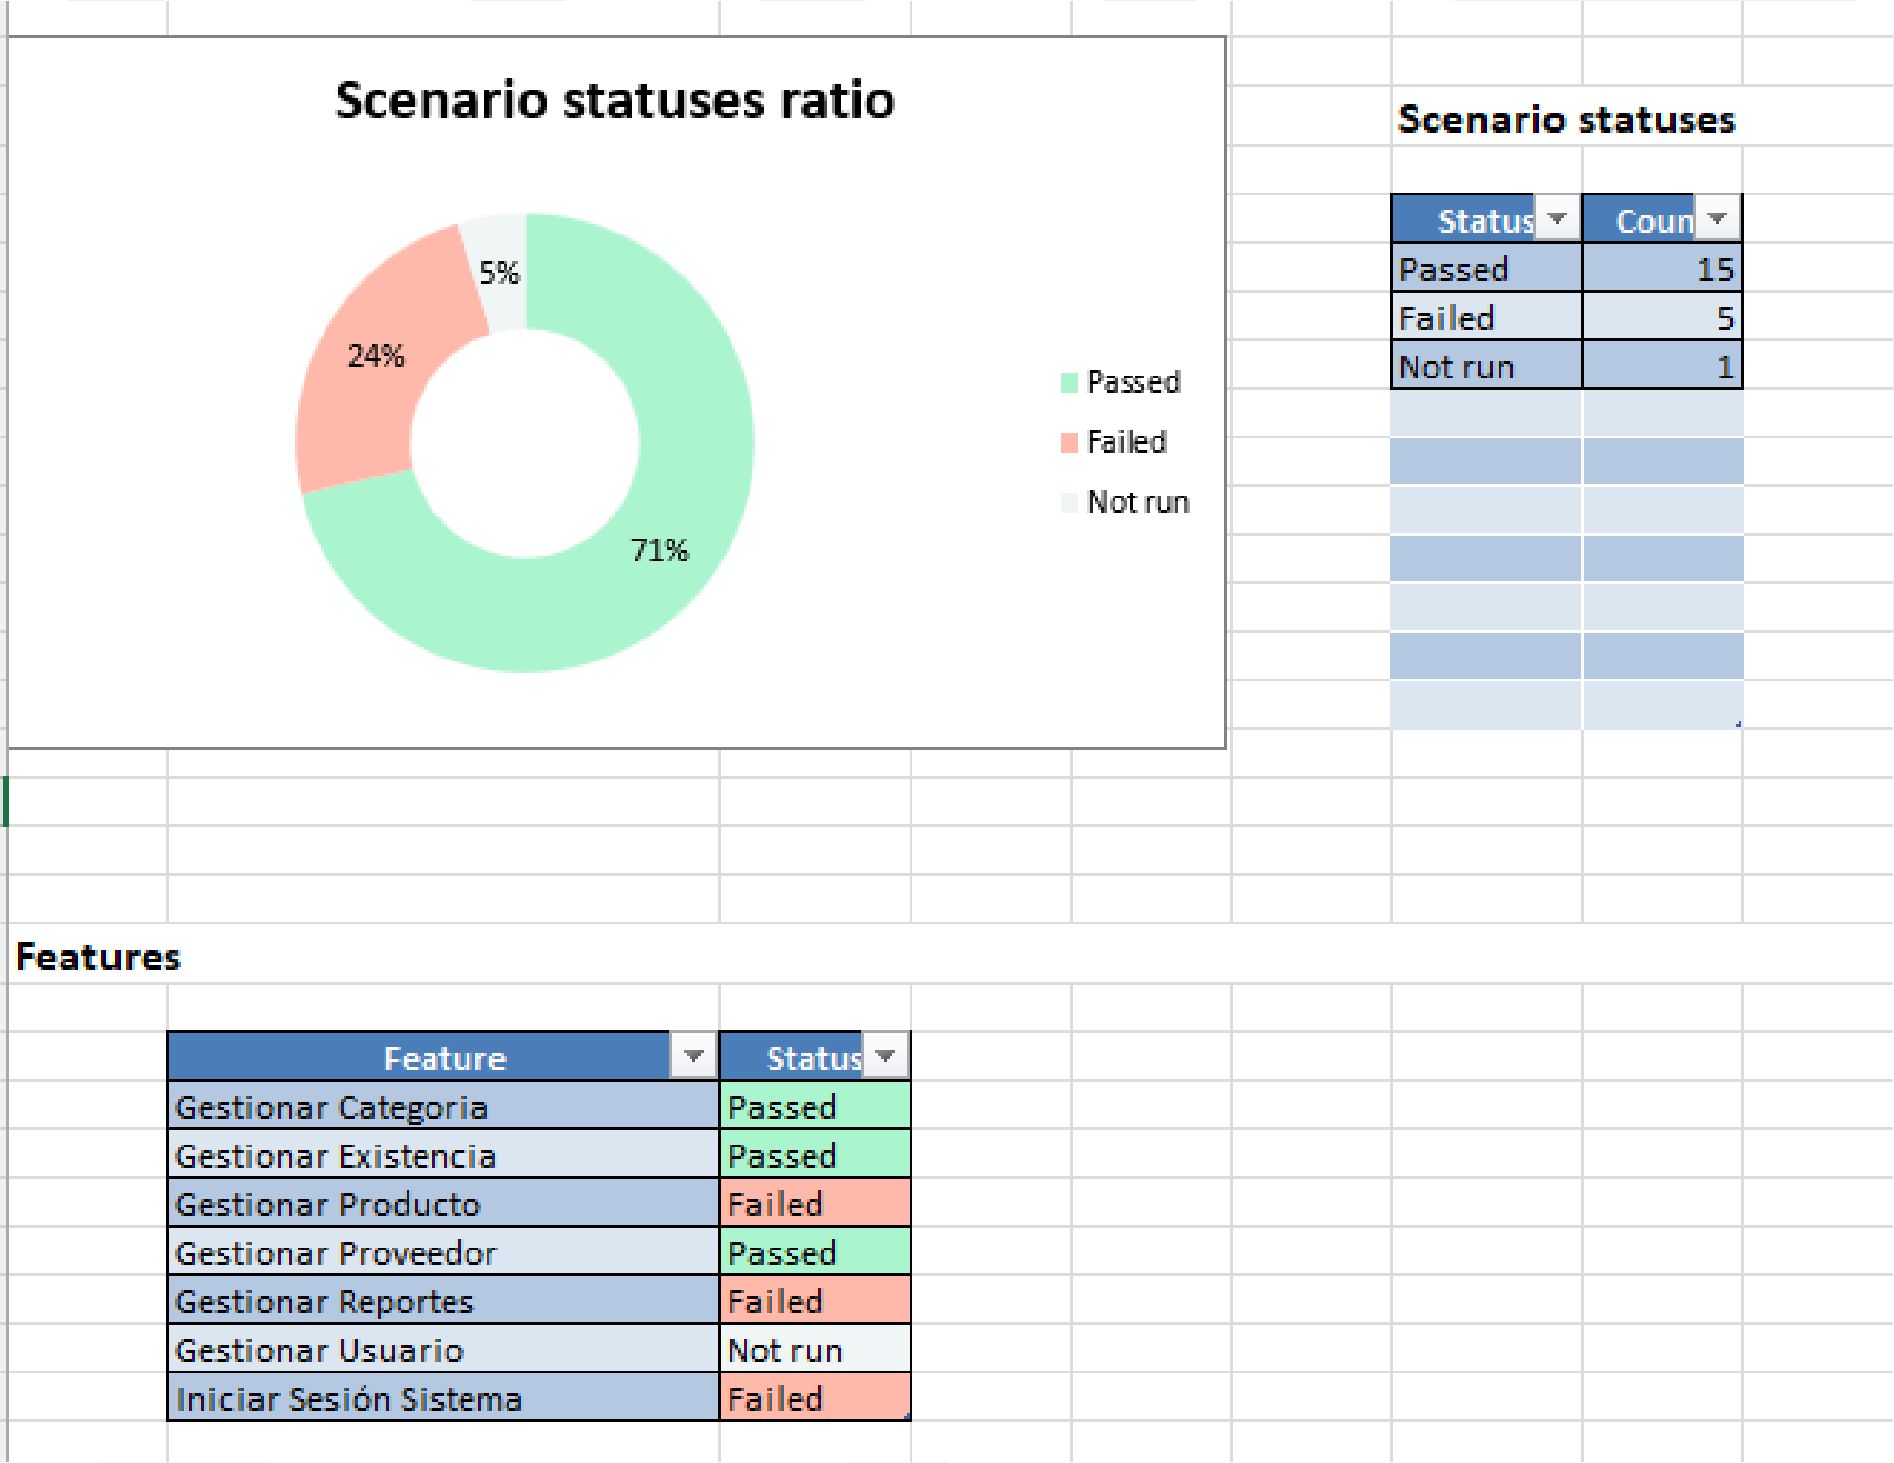 Scenario statuses ratio
5%
24%
71%
Passed
Failed
Not run
Scenario statuses
Status Coun
Passed 15
Failed 5
Not run 1
Features
Feature Status
Gestionar Categoria Passed
Gestionar Existencia Passed
Gestionar Producto Failed
Gestionar Proveedor Passed
Gestionar Reportes Failed
Gestionar Usuario Not run
Iniciar Sesión Sistema Failed